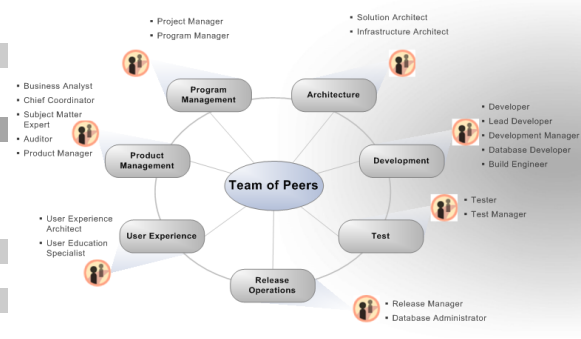 ▪ Project Manager
▪ Program Manager
▪ Solution Architect
▪ Infrastructure Architect
Program
Management
Architecture
▪ Business Analyst
▪ Chief Coordinator
▪ Subject Matter
Expert
▪ Auditor
▪ Product Manager
▪ Developer
▪ Lead Developer
▪ Development Manager
▪ Database Developer
▪ Build Engineer
Product
Management
Development
Team of Peers
▪ User Experience
Architect
▪ User Education
Specialist
User Experience
Test
▪ Tester
▪ Test Manager
Release
Operations
▪ Release Manager
▪ Database Administrator